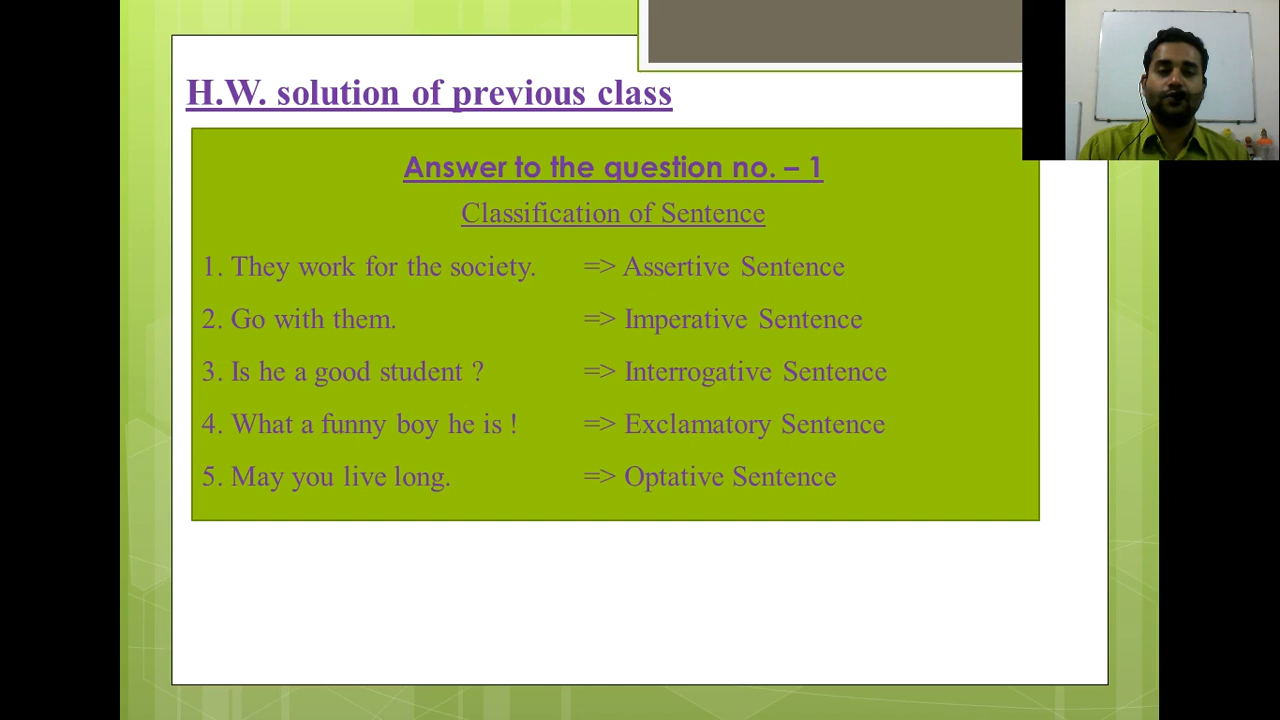 H.W. solution of previous class
Answer to the question no. – 1
Classification of Sentence
1. They work for the society. => Assertive Sentence
2. Go with them. => Imperative Sentence
3. Is he a good student ? => Interrogative Sentence
4. What a funny boy he is ! => Exclamatory Sentence
5. May you live long. => Optative Sentence